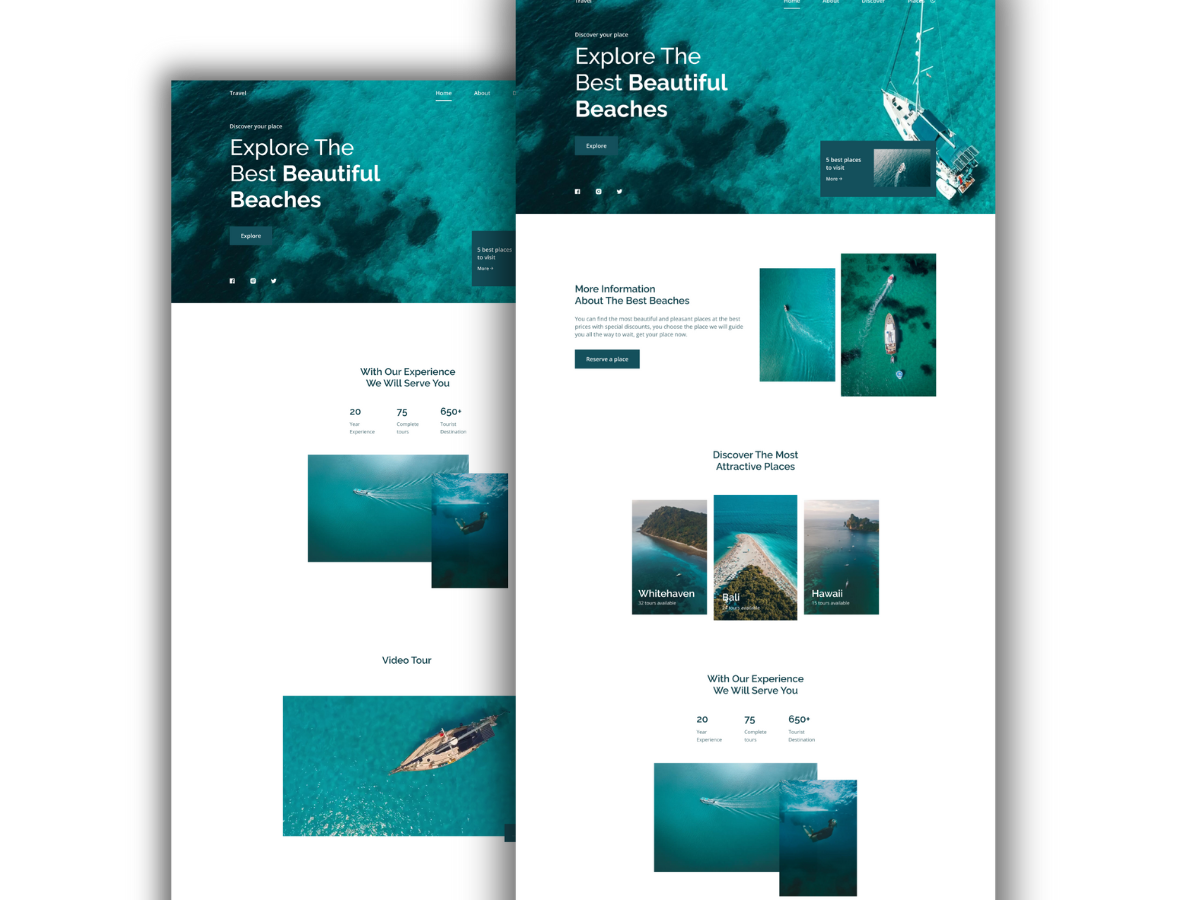 Travel
Home About
Discover your place
Explore The
Best Beautiful
Beaches
Explore
5 best places
to visit
More
With Our Experience
We Will Serve You
20 75 650+
Year Complete Tourist
Experience tours Destination
Video Tour
Travel
Home About Discover Places
Discover your place
Explore The
Best Beautiful
Beaches
Explore
5 best places
to visit
More
More Information
About The Best Beaches
You can find the most beautiful and pleasant places at the best
prices with special discounts, you choose the place we will guide
you all the way to wait, get your place now.
Reserve a place
Discover The Most
Attractive Places
Whitehaven Bali Hawaii
32 tours available 24 tours available 15 tours available
With Our Experience
We Will Serve You
20 75 650+
Year Complete Tourist
Experience tours Destination